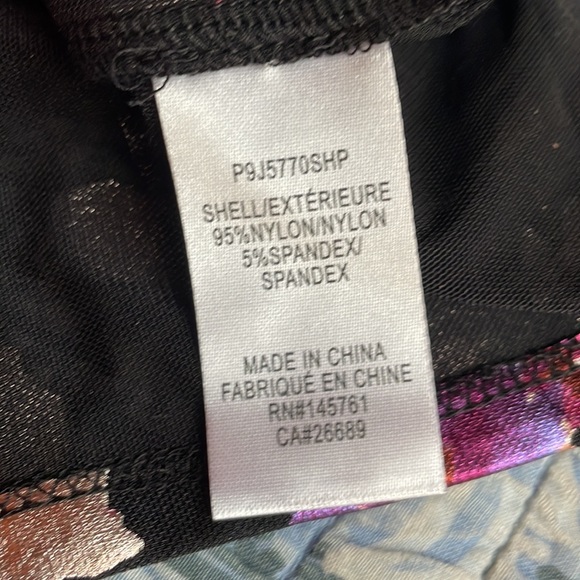 P9J5770SHP
SHELL/EXTÉRIEURE
95%NYLON/NYLON
5%SPANDEX/
SPANDEX
MADE IN CHINA
FABRIQUÉ EN CHINE
RN#145761
CA#26689